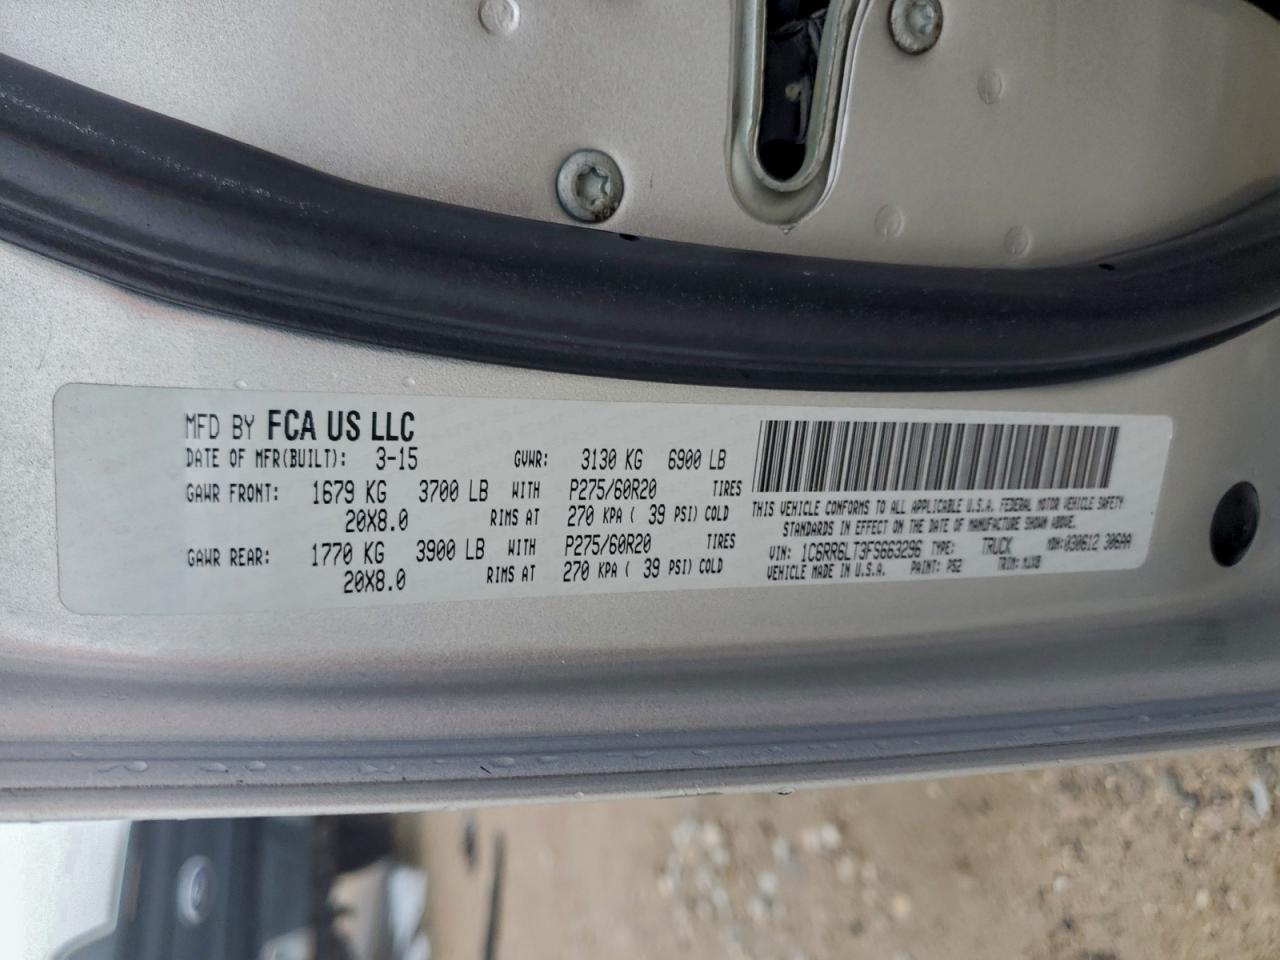 MFD BY FCA US LLC
DATE OF MFR(BUILT): 3-15 GVWR: 3130 KG 6900 LB
GAWR FRONT: 1679 KG 3700 LB WITH P275/60R20 TIRES
20X8.0 RIMS AT 270 KPA ( 39 PSI) COLD
GAWR REAR: 1770 KG 3900 LB WITH P275/60R20 TIRES
20X8.0 RIMS AT 270 KPA ( 39 PSI) COLD
THIS VEHICLE CONFORMS TO ALL APPLICABLE U.S.A. FEDERAL MOTOR VEHICLE SAFETY
STANDARDS IN EFFECT ON THE DATE OF MANUFACTURE SHOWN ABOVE.
VIN: 1C6RR6LT3FS663296 TYPE: TRUCK MDH:030612 306AA
VEHICLE MADE IN U.S.A. PAINT: PS2 TRIM: